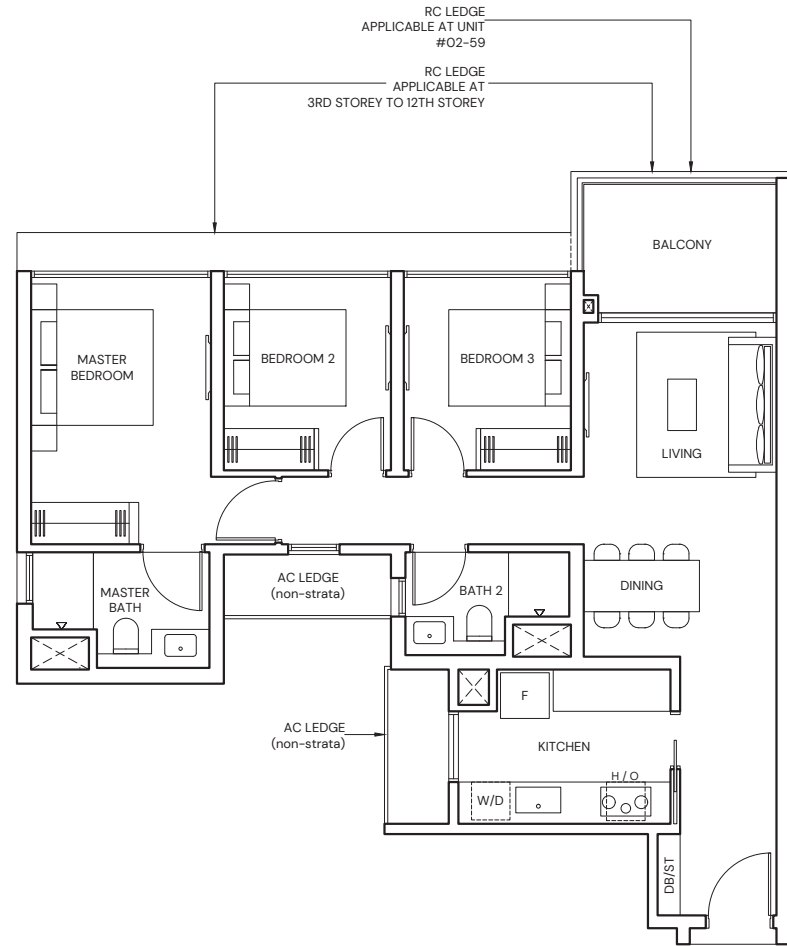 RC LEDGE
APPLICABLE AT UNIT
#02-59
RC LEDGE
APPLICABLE AT
3RD STOREY TO 12TH STOREY
BALCONY
MASTER
BEDROOM
BEDROOM 2
BEDROOM 3
LIVING
MASTER
BATH
AC LEDGE
(non-strata)
BATH 2
DINING
F
AC LEDGE
(non-strata)
KITCHEN
H / O
W/D
DB/ST